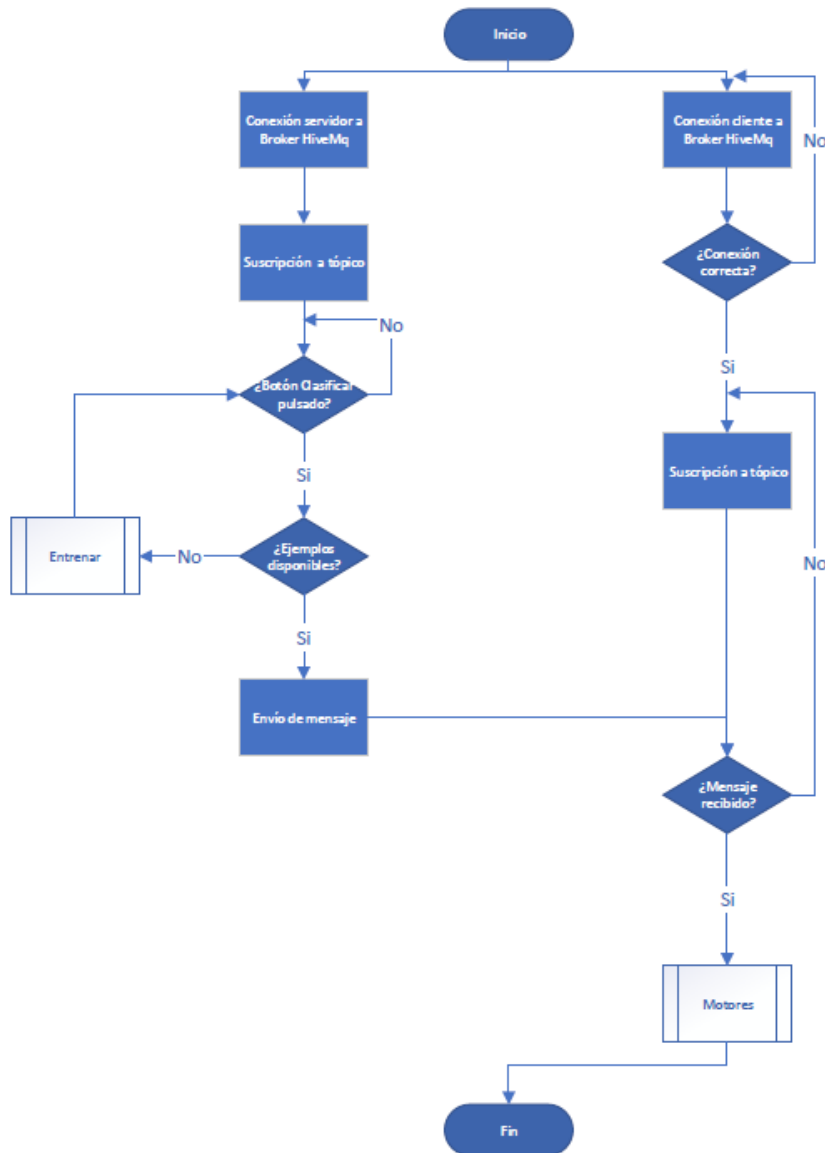 Inicio
Conexión servidor a
Broker HiveMq
Conexión cliente a
Broker HiveMq
No
Suscripción a tópico
¿Conexión
correcta?
No
¿Botón Clasificar
pulsado?
Si
Suscripción a tópico
Si
Entrenar
No
¿Ejemplos
disponibles?
No
Si
Envío de mensaje
¿Mensaje
recibido?
Si
Motores
Fin